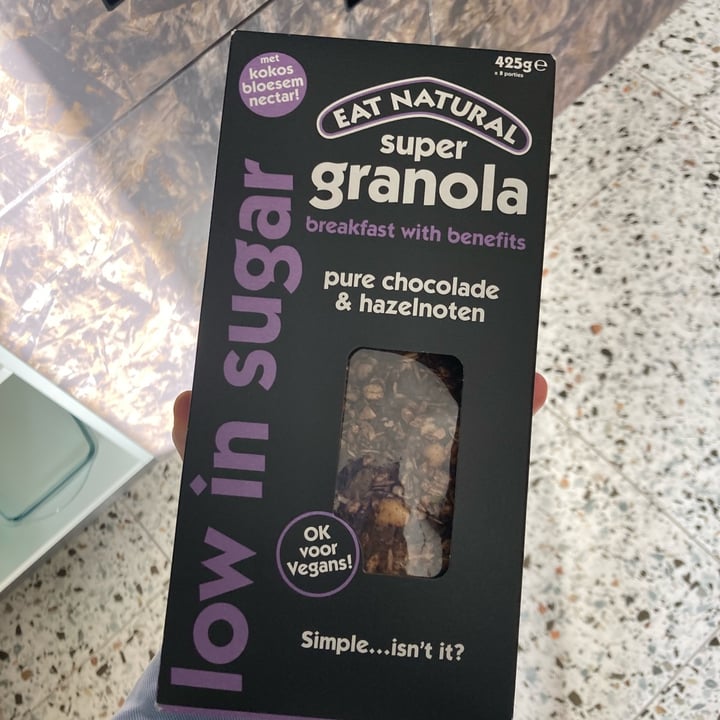 met
kokos
bloesem
nectar!
425g e
± 8 porties
EAT NATURAL
super
granola
breakfast with benefits
low in sugar
pure chocolade
& hazelnoten
OK
voor
Vegans!
Simple...isn't it?